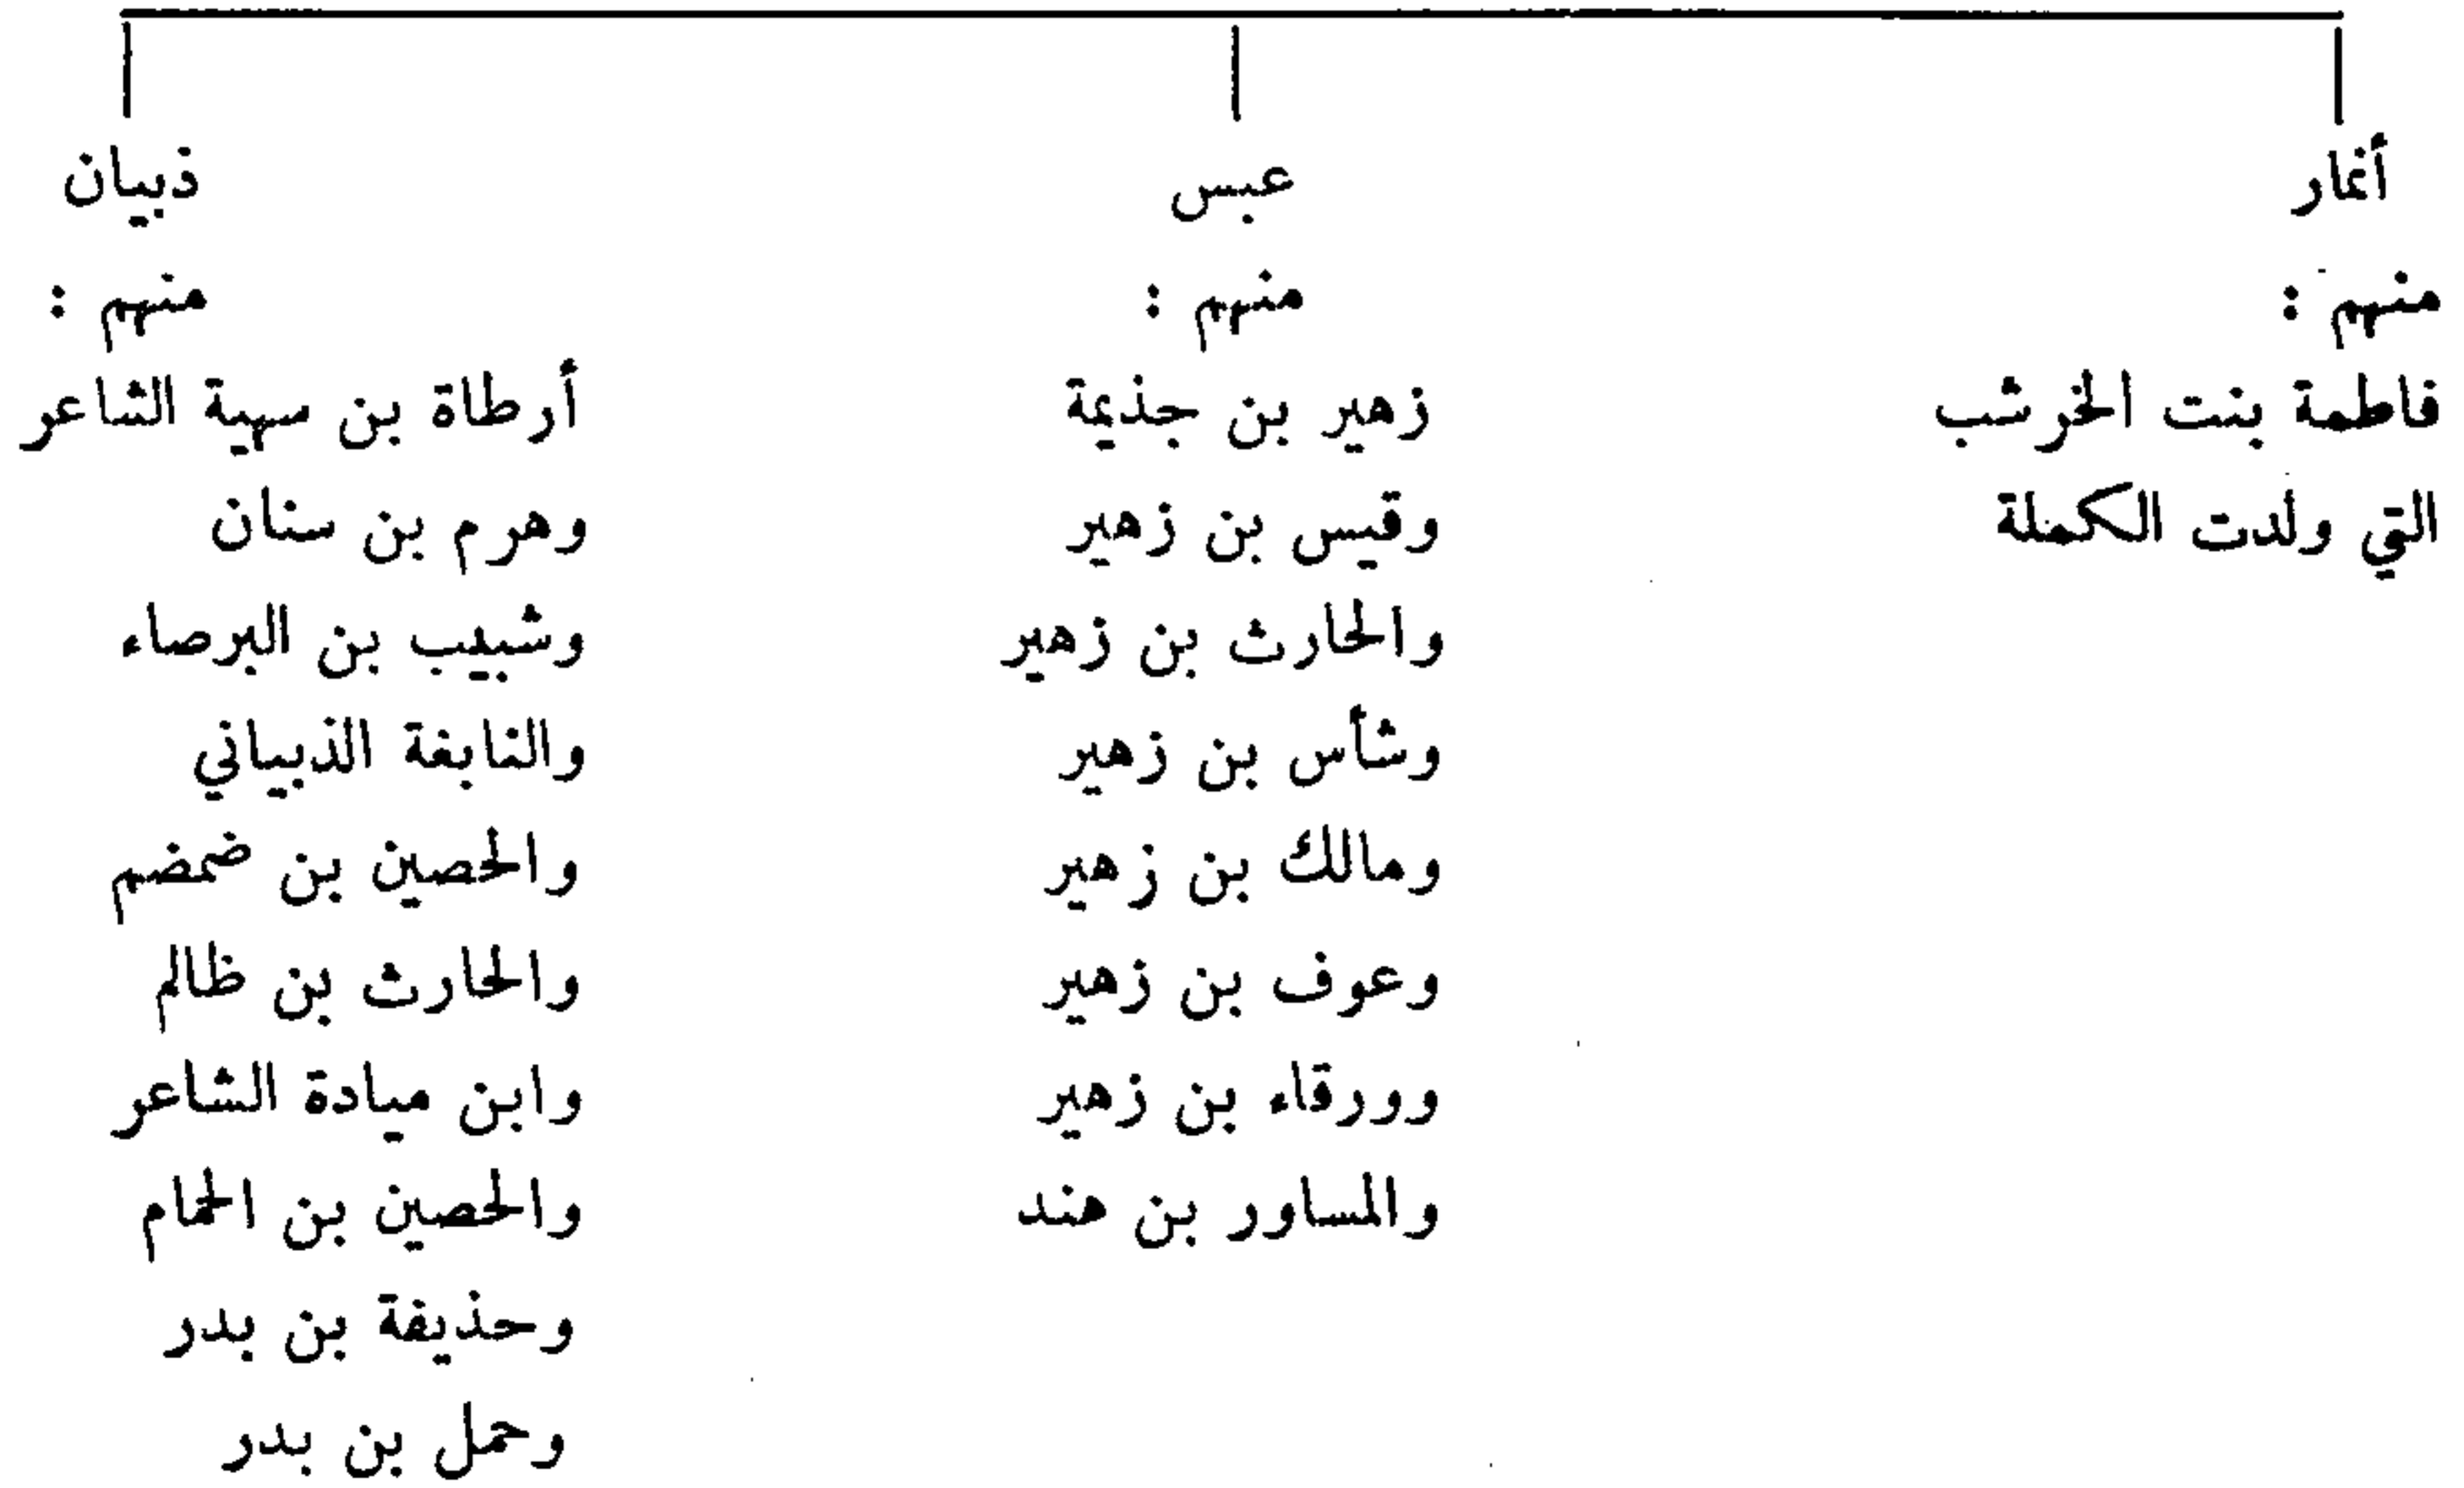 أنمار
منهم :
فاطمة بنت الخرشب
التي ولدت الكملة
عبس
منهم :
زهير بن جذيمة
وقيس بن زهير
والحارث بن زهير
وشأس بن زهير
ومالك بن زهير
وعوف بن زهير
وورقاء بن زهير
والمساور بن هند
ذبيان
منهم :
أرطاة بن سهية الشاعر
وهرم بن سنان
وشبيب بن البرصاء
والنابغة الذبياني
والحصين بن ضمضم
والحارث بن ظالم
وابن ميادة الشاعر
والحصين بن الحمام
وحذيفة بن بدر
وحمل بن بدر